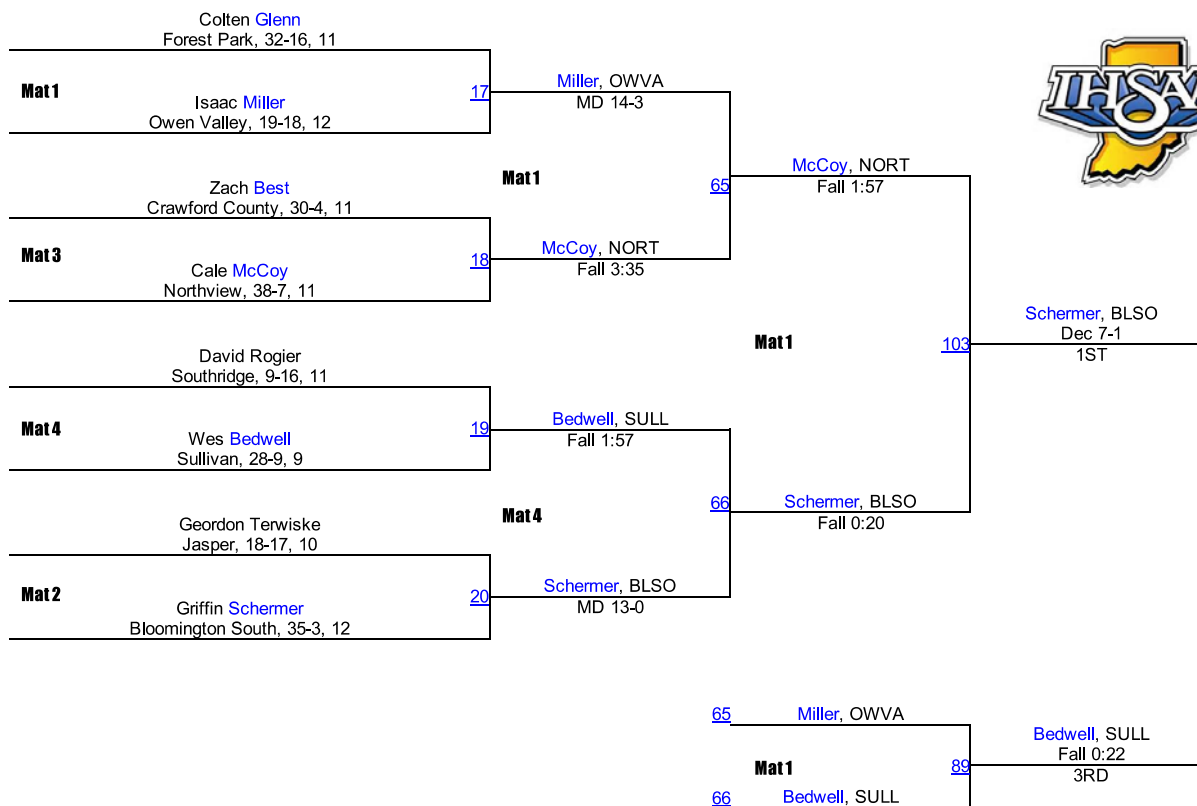 Colten Glenn
Forest Park, 32-16, 11
Mat 1
17
Isaac Miller
Owen Valley, 19-18, 12
Miller, OWVA
MD 14-3
Zach Best
Crawford County, 30-4, 11
Mat 3
18
Cale McCoy
Northview, 38-7, 11
Mat 1
65
McCoy, NORT
Fall 3:35
McCoy, NORT
Fall 1:57
IHSAA
David Rogier
Southridge, 9-16, 11
Mat 4
19
Wes Bedwell
Sullivan, 28-9, 9
Bedwell, SULL
Fall 1:57
Geordon Terwiske
Jasper, 18-17, 10
Mat 2
20
Griffin Schermer
Bloomington South, 35-3, 12
Mat 4
66
Schermer, BLSO
MD 13-0
Schermer, BLSO
Fall 0:20
Mat 1
103
Schermer, BLSO
Dec 7-1
1ST
65
Miller, OWVA
Mat 1
89
66
Bedwell, SULL
Bedwell, SULL
Fall 0:22
3RD